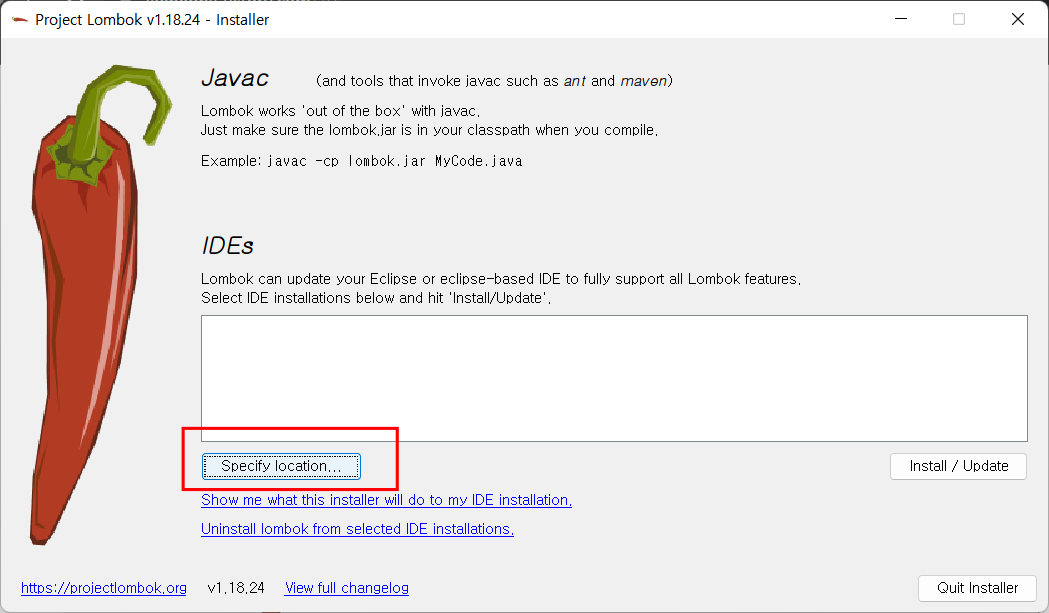 Project Lombok v1.18.24 - Installer
Javac (and tools that invoke javac such as ant and maven)
Lombok works 'out of the box' with javac.
Just make sure the lombok.jar is in your classpath when you compile.
Example: javac -cp lombok.jar MyCode.java
IDEs
Lombok can update your Eclipse or eclipse-based IDE to fully support all Lombok features.
Select IDE installations below and hit 'Install/Update'.
Specify location...
Install / Update
Show me what this installer will do to my IDE installation.
Uninstall lombok from selected IDE installations.
https://projectlombok.org v1.18.24 View full changelog
Quit Installer